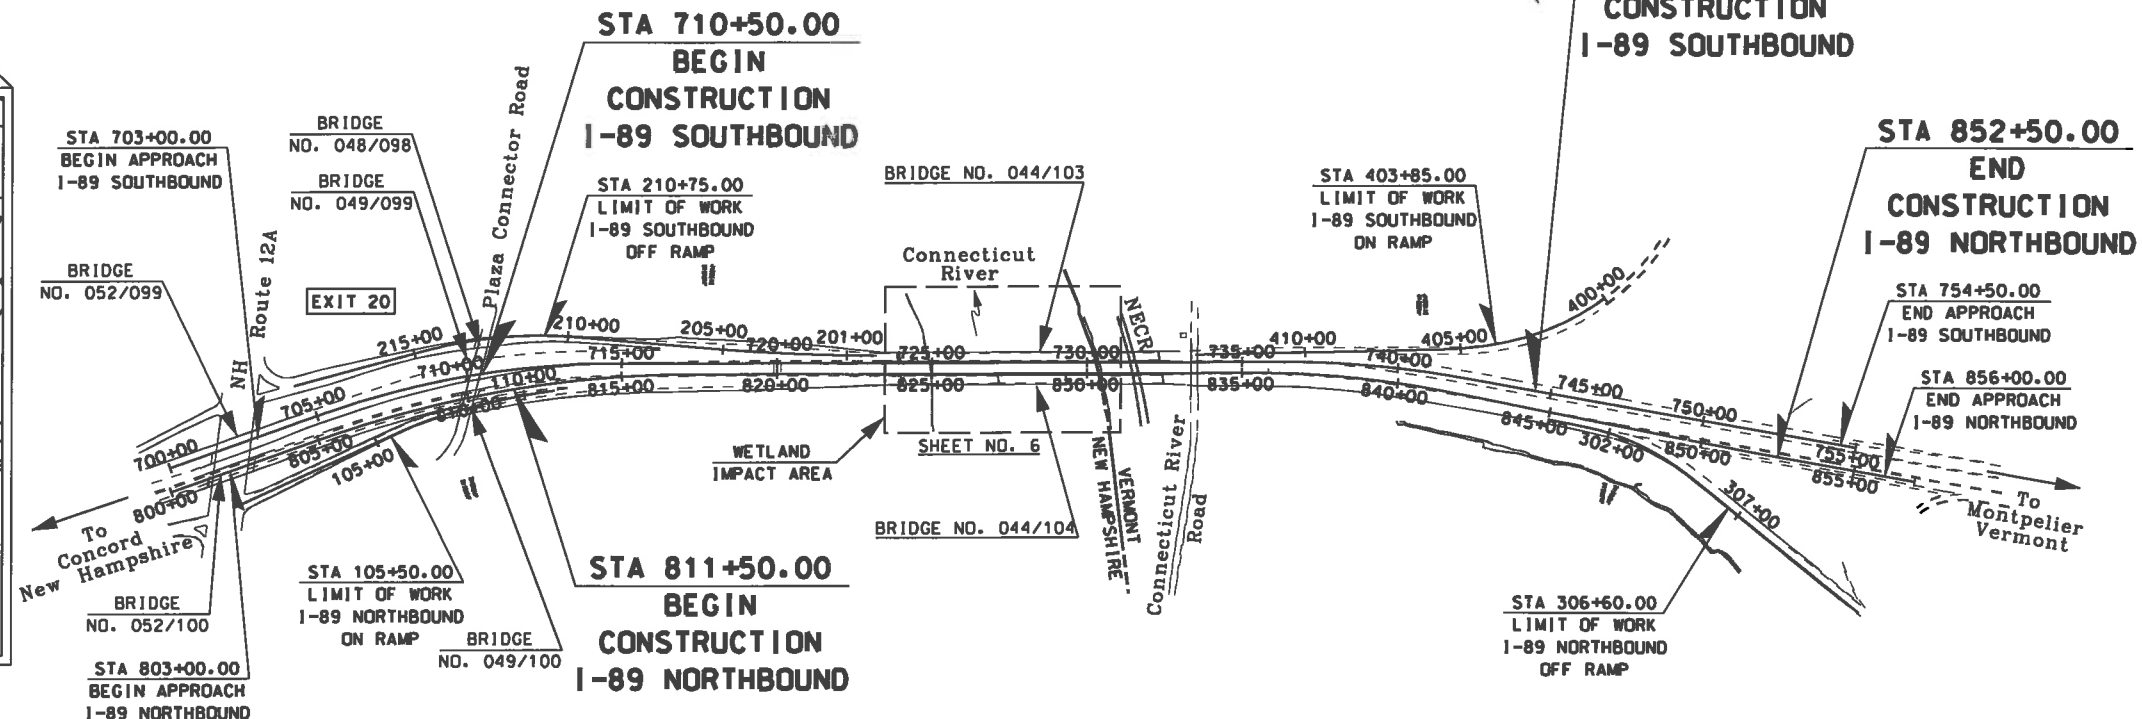 STA 710+50.00
BEGIN
CONSTRUCTION
I-89 SOUTHBOUND
CONSTRUCTION
I-89 SOUTHBOUND
STA 852+50.00
END
CONSTRUCTION
I-89 NORTHBOUND
STA 703+00.00
BEGIN APPROACH
I-89 SOUTHBOUND
BRIDGE
NO. 048/098
BRIDGE
NO. 049/099
Plaza Connector Road
STA 210+75.00
LIMIT OF WORK
I-89 SOUTHBOUND
OFF RAMP
BRIDGE NO. 044/103
STA 403+85.00
LIMIT OF WORK
I-89 SOUTHBOUND
ON RAMP
BRIDGE
NO. 052/099
NH Route 12A
EXIT 20
Connecticut
River
NECR
STA 754+50.00
END APPROACH
I-89 SOUTHBOUND
STA 856+00.00
END APPROACH
I-89 NORTHBOUND
215+00
210+00
205+00
201+00
410+00
405+00
400+00
700+00
705+00
710+00
715+00
720+00
725+00
730+00
735+00
740+00
745+00
750+00
755+00
800+00
805+00
810+00
815+00
820+00
825+00
830+00
835+00
840+00
845+00
850+00
855+00
105+00
110+00
302+00
307+00
WETLAND
IMPACT AREA
SHEET NO. 6
BRIDGE NO. 044/104
VERMONT
NEW HAMPSHIRE
Connecticut River
Road
To
Concord
New Hampshire
To
Montpelier
Vermont
BRIDGE
NO. 052/100
STA 803+00.00
BEGIN APPROACH
I-89 NORTHBOUND
STA 105+50.00
LIMIT OF WORK
I-89 NORTHBOUND
ON RAMP
BRIDGE
NO. 049/100
STA 811+50.00
BEGIN
CONSTRUCTION
I-89 NORTHBOUND
STA 306+60.00
LIMIT OF WORK
I-89 NORTHBOUND
OFF RAMP